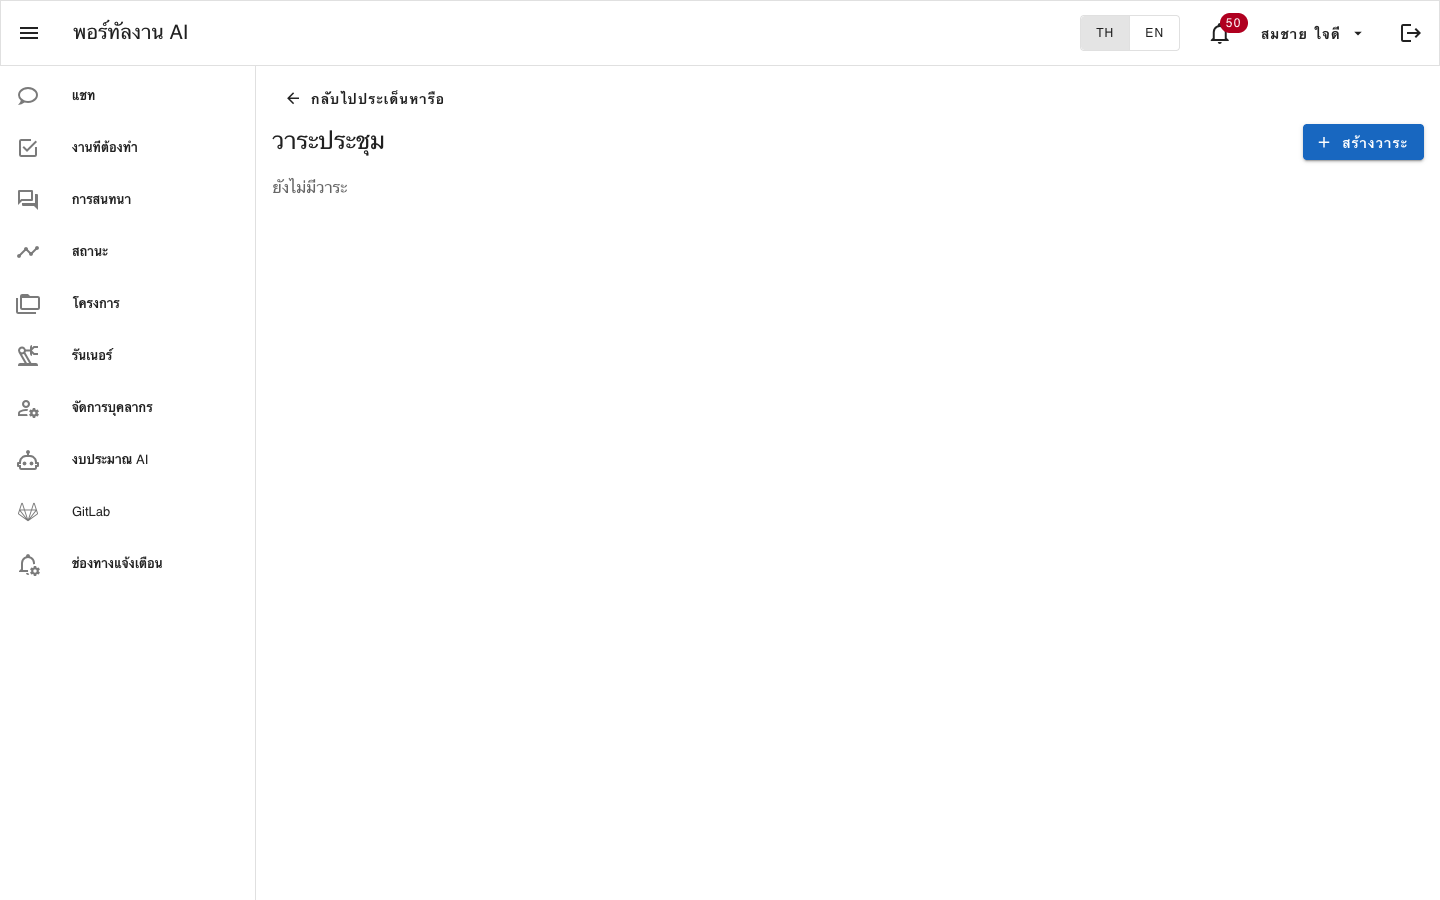 พอร์ทัลงาน AI
TH
EN
50
สมชาย ใจดี
แชท
งานที่ต้องทำ
การสนทนา
สถานะ
โครงการ
รันเนอร์
จัดการบุคลากร
งบประมาณ AI
GitLab
ช่องทางแจ้งเตือน
กลับไปประเด็นหารือ
วาระประชุม
สร้างวาระ
ยังไม่มีวาระ